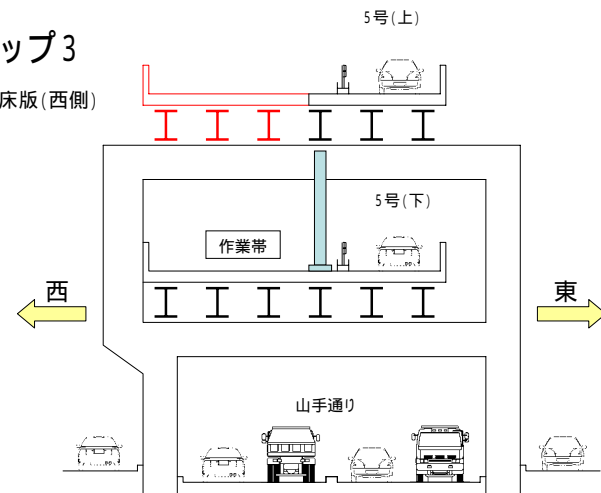 5号(上)
ップ3
床版(西側)
5号(下)
作業帯
西
東
山手通り